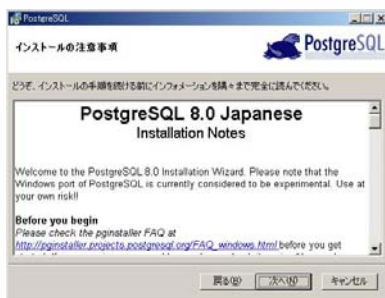 PostgreSQL
インストールの注意事項
PostgreSQL
どうぞ、インストールの手順を続ける前にインフォメーションを隅々まで完全に読んでください。
PostgreSQL 8.0 Japanese
Installation Notes
Welcome to the PostgreSQL 8.0 Installation Wizard. Please note that the
Windows port of PostgreSQL is currently considered to be experimental. Use at
your own risk!!
Before you begin
Please check the pginstaller FAQ at
http://pginstaller.projects.postgresql.org/FAQ_windows.html before you get
戻る(B)
次へ(N)
キャンセル